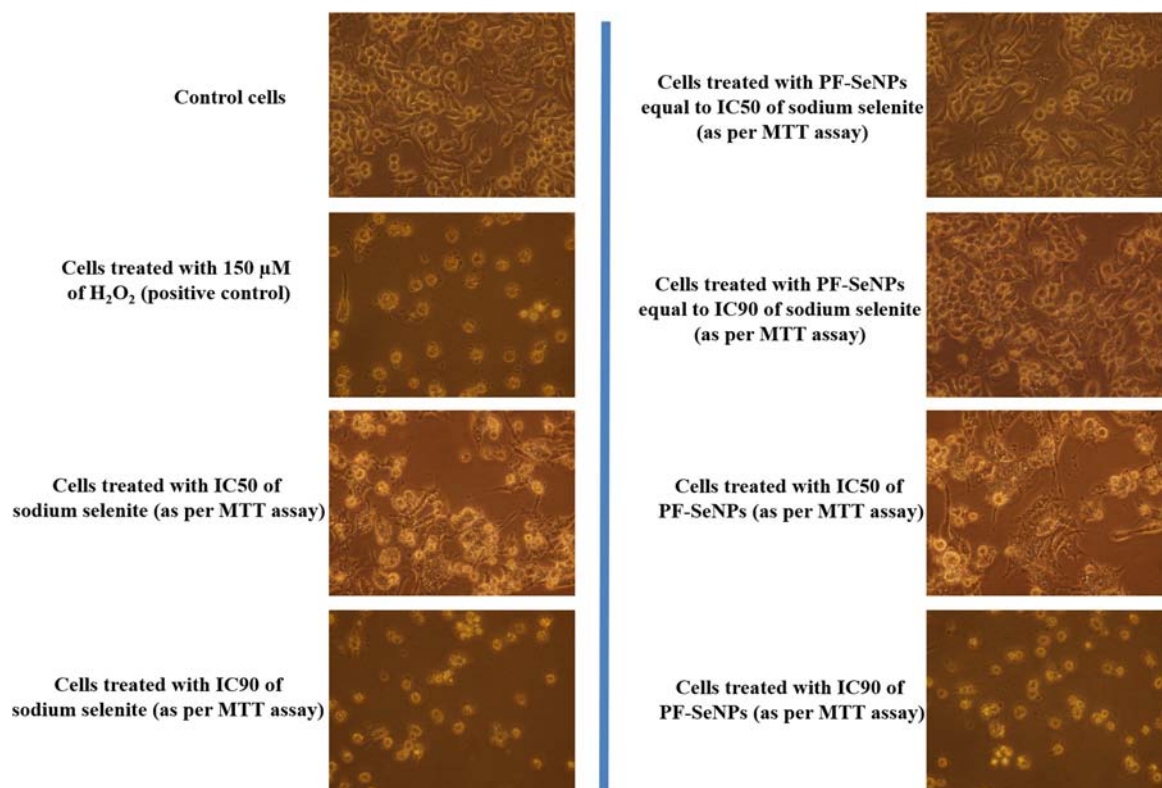 Control cells
Cells treated with 150 µM
of H₂O₂ (positive control)
Cells treated with IC50 of
sodium selenite (as per MTT assay)
Cells treated with IC90 of
sodium selenite (as per MTT assay)
Cells treated with PF-SeNPs
equal to IC50 of sodium selenite
(as per MTT assay)
Cells treated with PF-SeNPs
equal to IC90 of sodium selenite
(as per MTT assay)
Cells treated with IC50 of
PF-SeNPs (as per MTT assay)
Cells treated with IC90 of
PF-SeNPs (as per MTT assay)